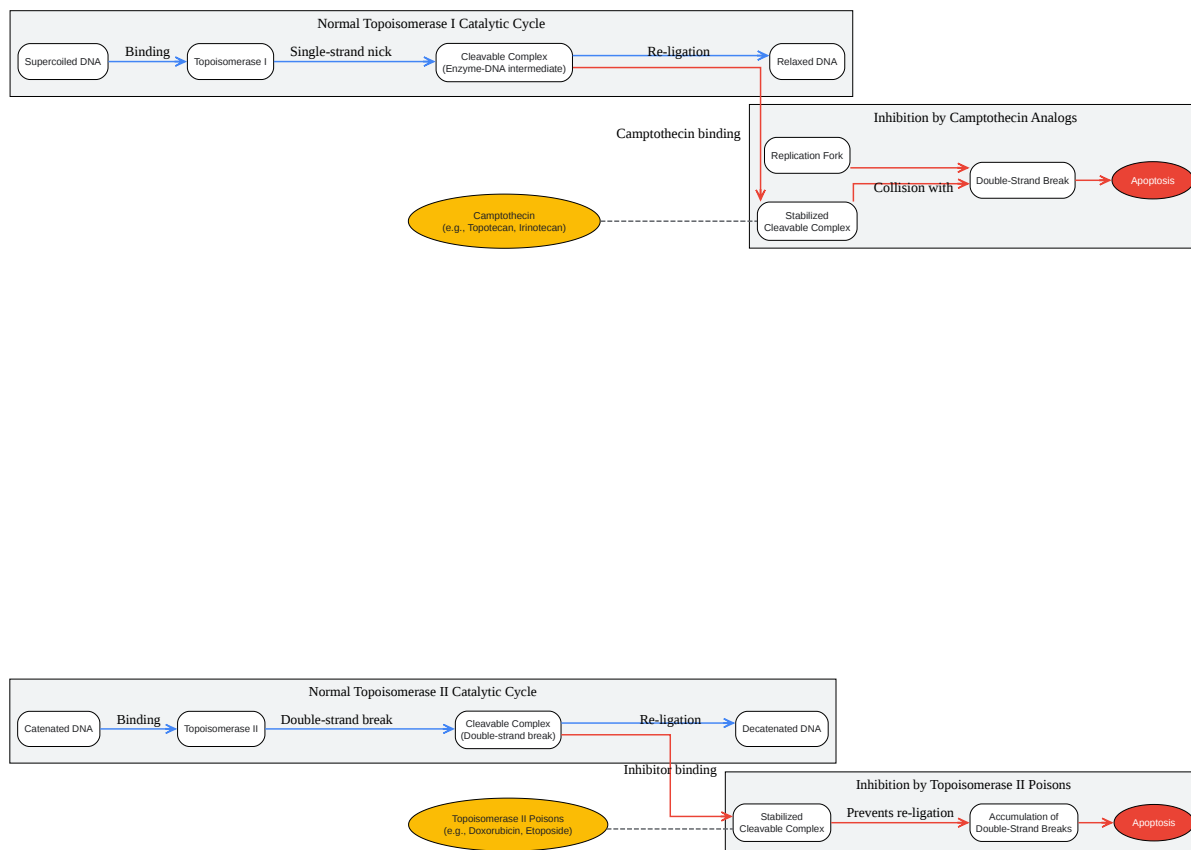 Normal Topoisomerase I Catalytic Cycle
Supercoiled DNA
Binding
Topoisomerase I
Single-strand nick
Cleavable Complex
(Enzyme-DNA intermediate)
Re-ligation
Relaxed DNA
Camptothecin binding
Inhibition by Camptothecin Analogs
Replication Fork
Collision with
Double-Strand Break
Apoptosis
Camptothecin
(e.g., Topotecan, Irinotecan)
Stabilized
Cleavable Complex
Normal Topoisomerase II Catalytic Cycle
Catenated DNA
Binding
Topoisomerase II
Double-strand break
Cleavable Complex
(Double-strand break)
Re-ligation
Decatenated DNA
Inhibitor binding
Inhibition by Topoisomerase II Poisons
Topoisomerase II Poisons
(e.g., Doxorubicin, Etoposide)
Stabilized
Cleavable Complex
Prevents re-ligation
Accumulation of
Double-Strand Breaks
Apoptosis